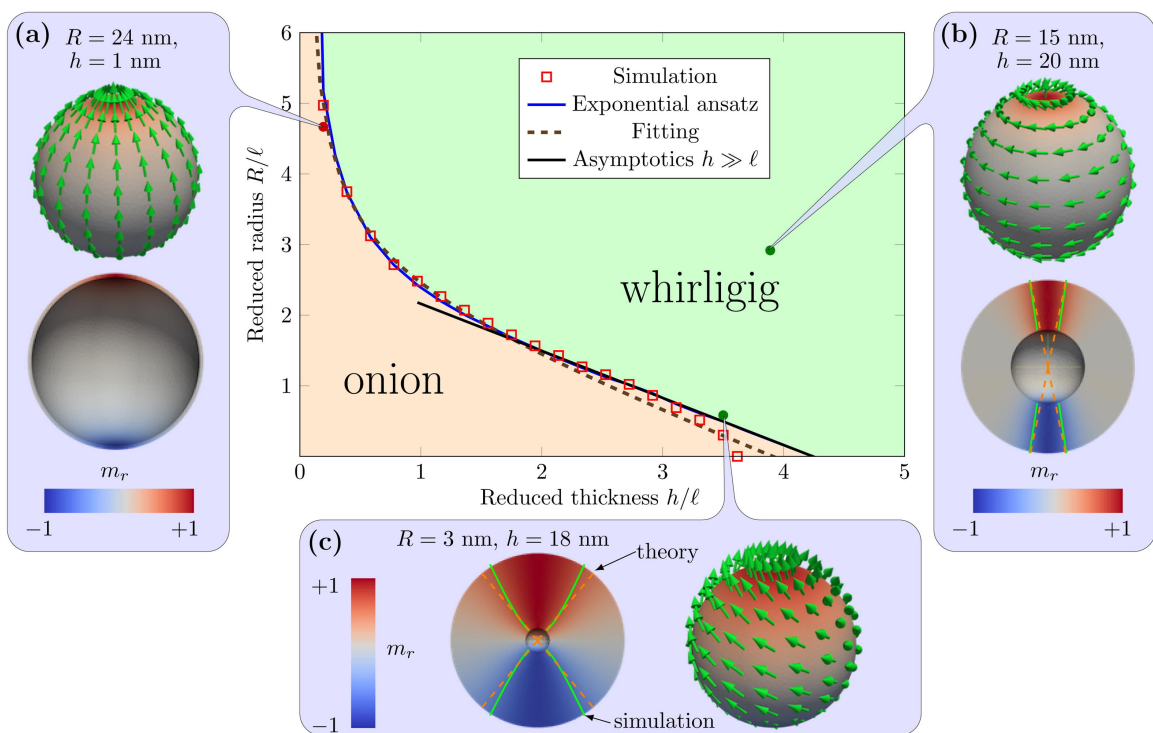 (a)
R = 24 nm,
h = 1 nm
m_r
−1
+1
6
5
4
3
2
1
Reduced radius R/ℓ
0
1
2
3
4
5
Reduced thickness h/ℓ
Simulation
Exponential ansatz
Fitting
Asymptotics h ≫ ℓ
whirligig
onion
(b)
R = 15 nm,
h = 20 nm
m_r
−1
+1
(c)
R = 3 nm, h = 18 nm
theory
+1
m_r
−1
simulation